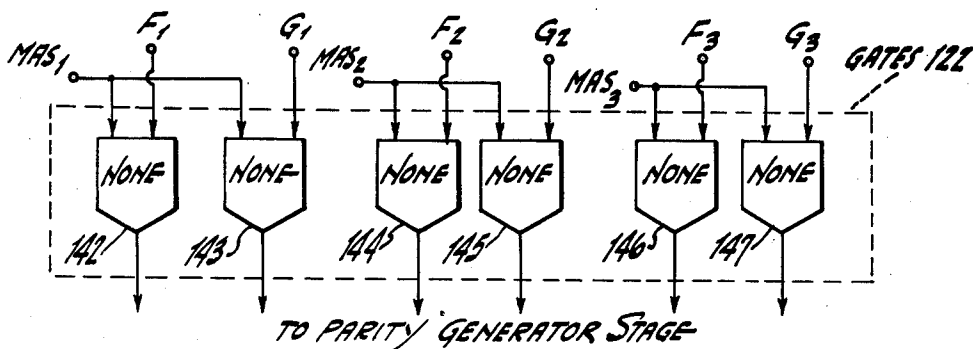 F1 G1 F2 G2 F3 G3
MAS1 MAS2 MAS3 GATES 122
NONE NONE NONE NONE NONE NONE
142 143 144 145 146 147
TO PARITY GENERATOR STAGE